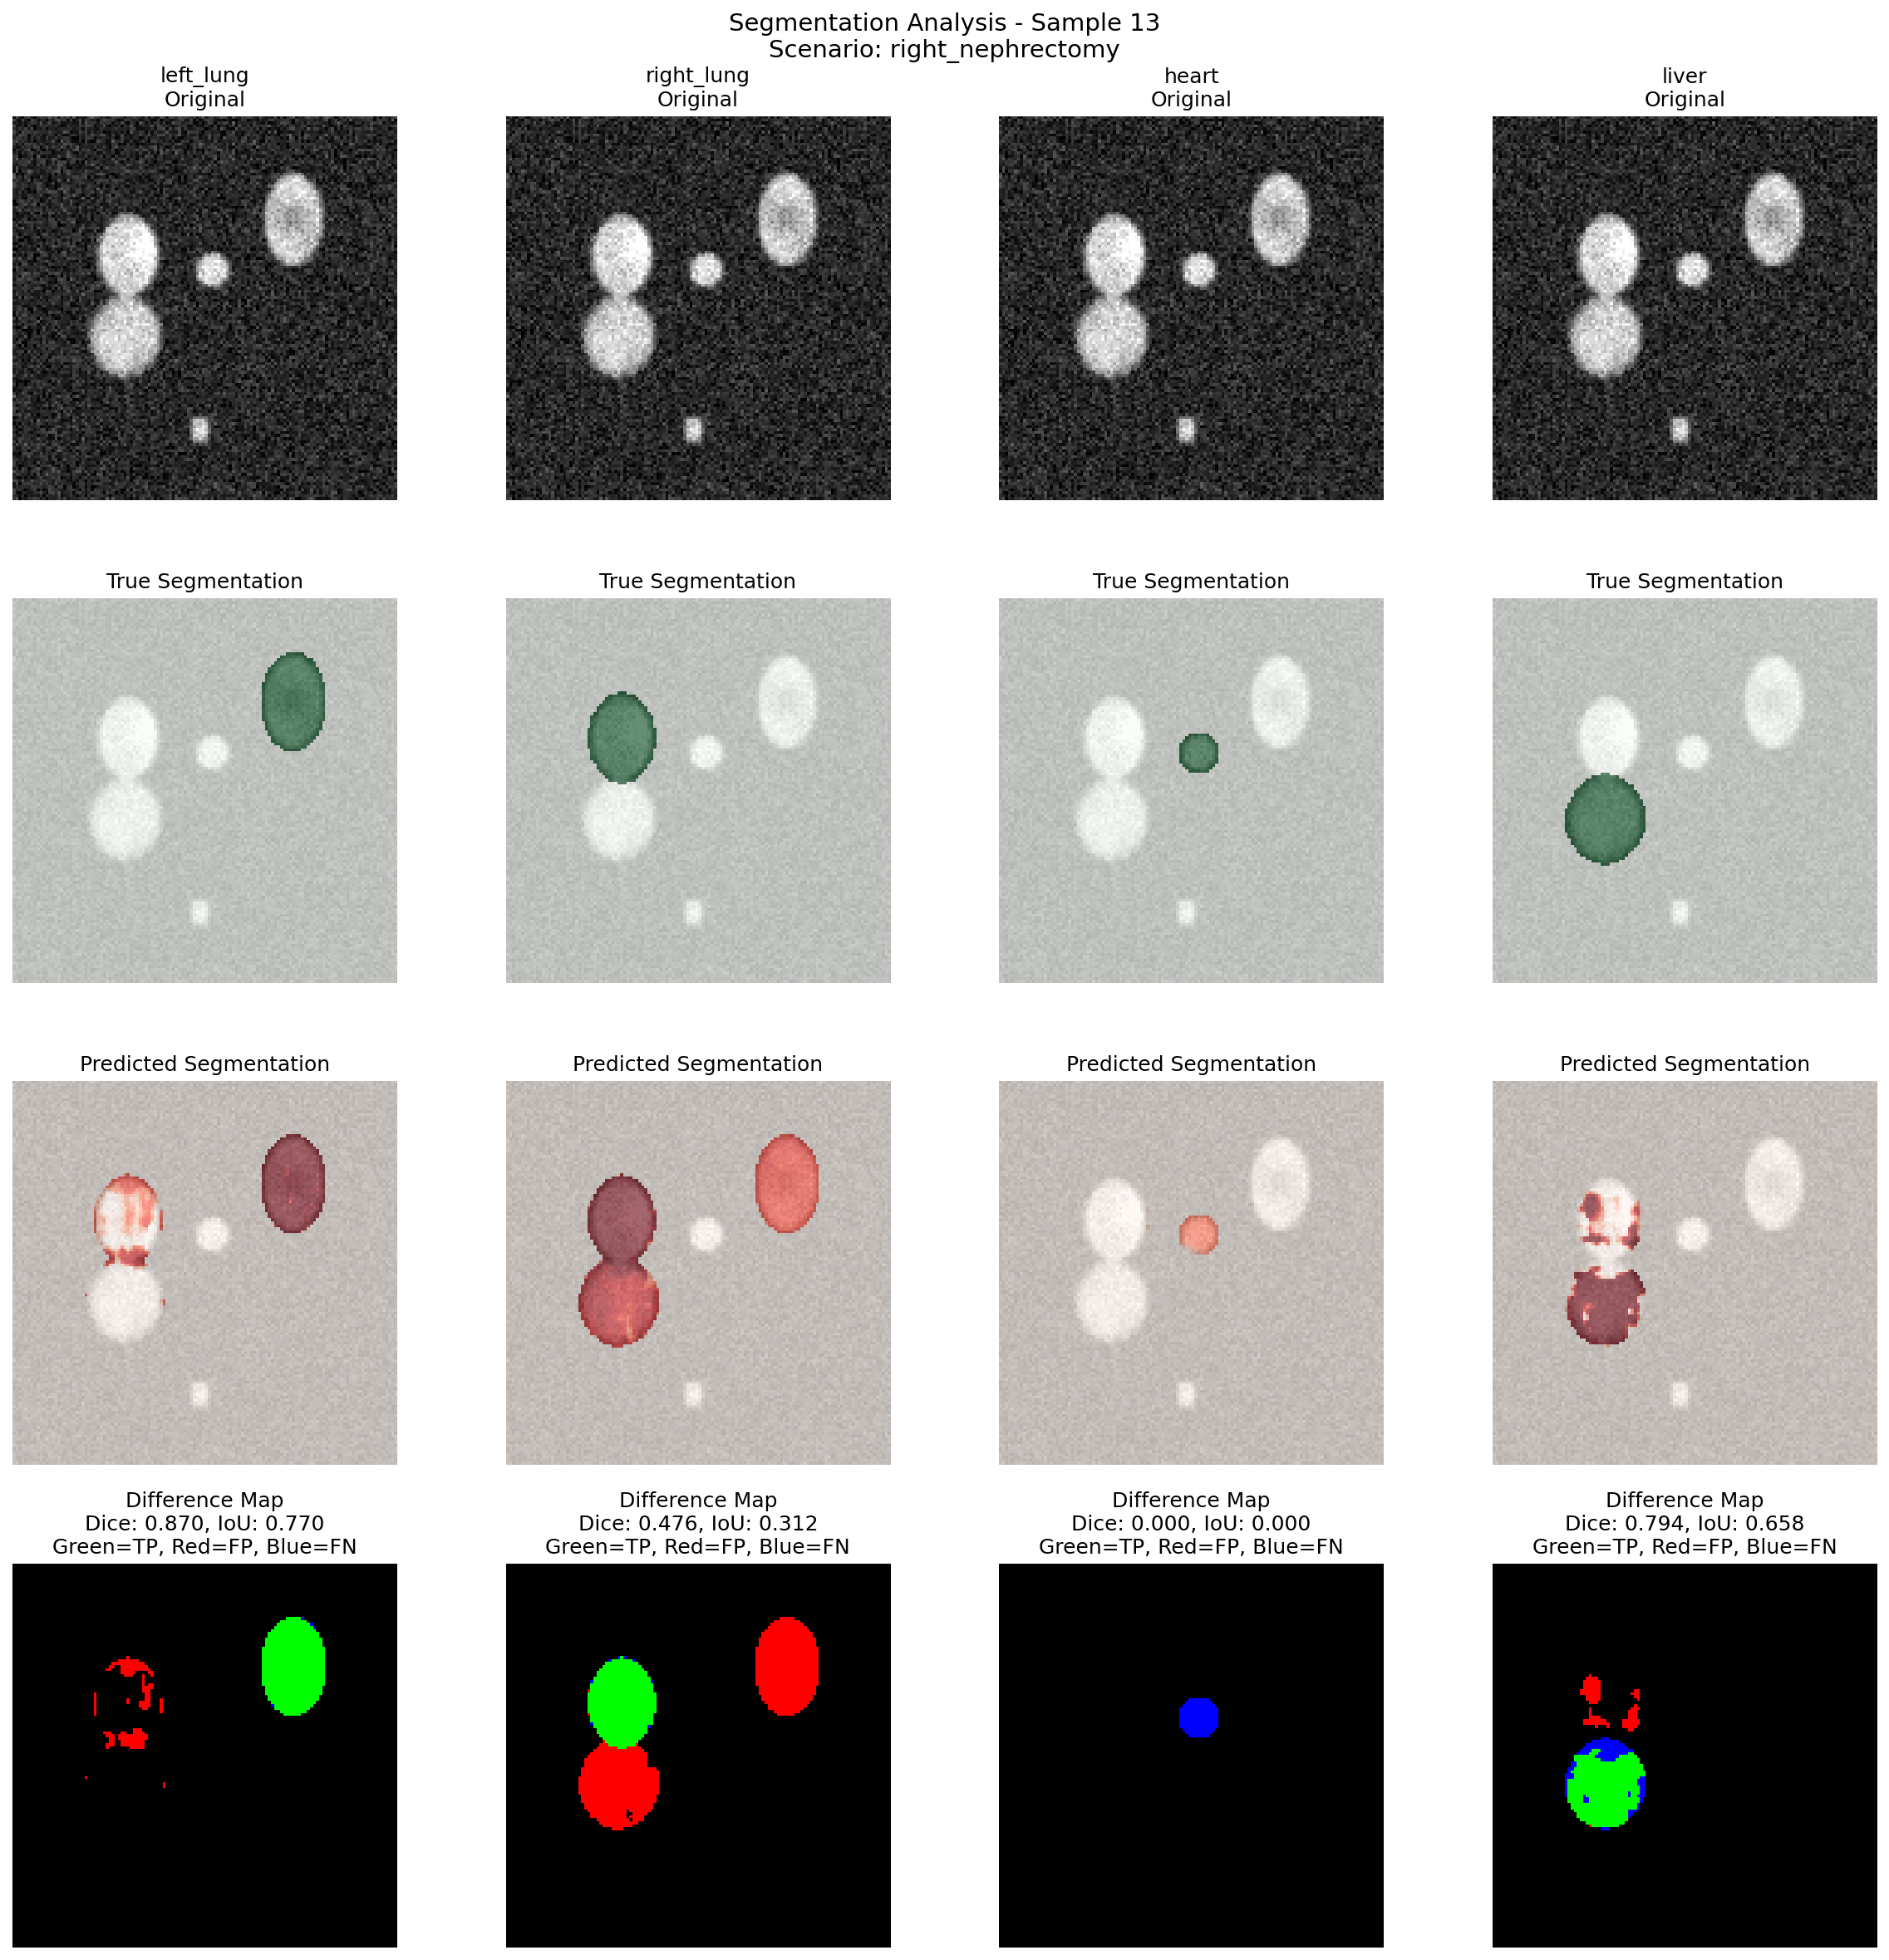 Segmentation Analysis - Sample 13
Scenario: right_nephrectomy
left_lung
Original
right_lung
Original
heart
Original
liver
Original
True Segmentation
True Segmentation
True Segmentation
True Segmentation
Predicted Segmentation
Predicted Segmentation
Predicted Segmentation
Predicted Segmentation
Difference Map
Dice: 0.870, IoU: 0.770
Green=TP, Red=FP, Blue=FN
Difference Map
Dice: 0.476, IoU: 0.312
Green=TP, Red=FP, Blue=FN
Difference Map
Dice: 0.000, IoU: 0.000
Green=TP, Red=FP, Blue=FN
Difference Map
Dice: 0.794, IoU: 0.658
Green=TP, Red=FP, Blue=FN